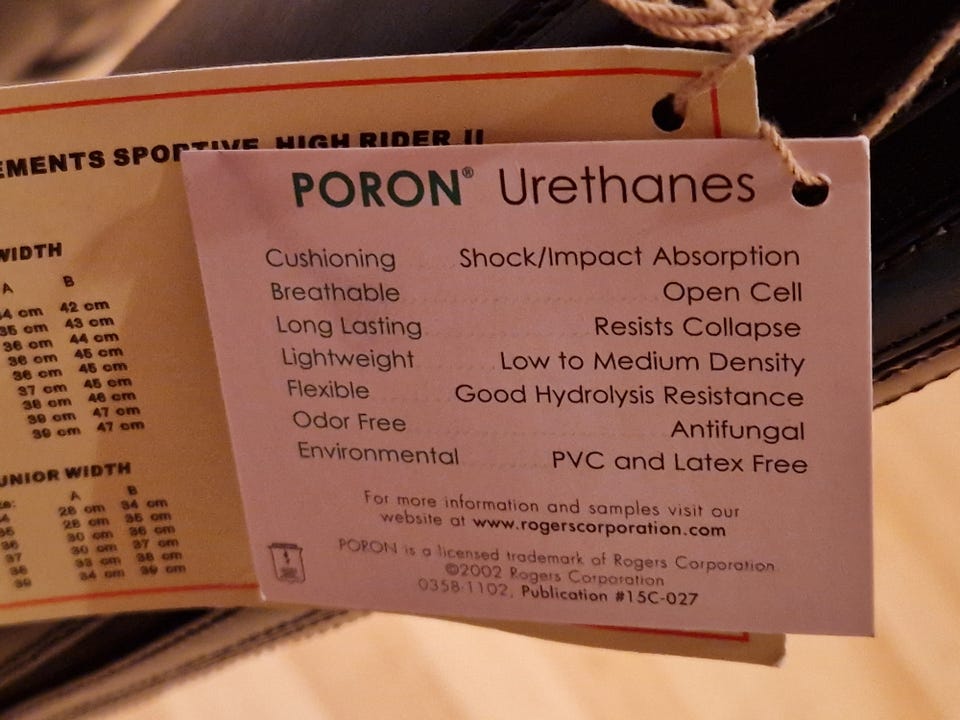 EMENTS SPORTIVE HIGH RIDER II
WIDTH
A B
4 cm 42 cm
35 cm 43 cm
36 cm 44 cm
36 cm 45 cm
36 cm 45 cm
37 cm 45 cm
38 cm 46 cm
39 cm 47 cm
39 cm 47 cm
UNIOR WIDTH
A B
28 cm 34 cm
28 cm 35 cm
30 cm 36 cm
30 cm 37 cm
33 cm 38 cm
34 cm 39 cm
PORON® Urethanes
Cushioning Shock/Impact Absorption
Breathable Open Cell
Long Lasting Resists Collapse
Lightweight Low to Medium Density
Flexible Good Hydrolysis Resistance
Odor Free Antifungal
Environmental PVC and Latex Free
For more information and samples visit our
website at www.rogerscorporation.com
PORON is a licensed trademark of Rogers Corporation
©2002 Rogers Corporation
0358-1102, Publication #15C-027